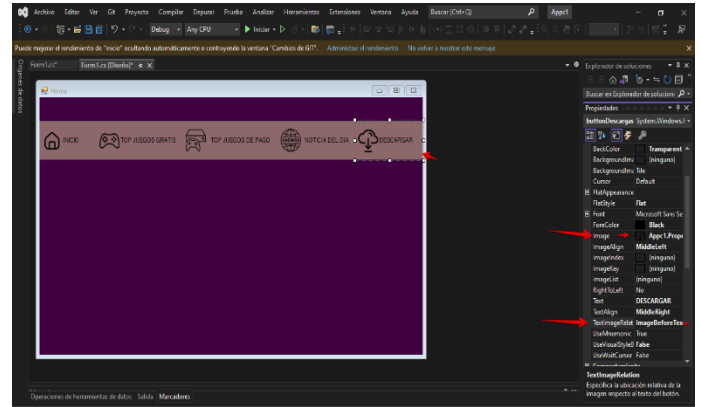 Archivo Editar Ver Git Proyecto Compilar Depurar Prueba Analizar Herramientas Extensiones Ventana Ayuda Buscar (Ctrl+Q) Appc1
Debug Any CPU Iniciar
Puede mejorar el rendimiento de "Inicio" ocultando automáticamente o contrayendo la ventana "Cambios de GIT". Administrar el rendimiento No volver a mostrar este mensaje
Orígenes de datos
Form1.cs* Form1.cs [Diseño]*
Home
INICIO TOP JUEGOS GRATIS TOP JUEGOS DE PAGO NOTICIA DEL DIA DESCARGAR
Explorador de soluciones
Buscar en Explorador de solucione
Propiedades
buttonDescargas System.Windows.
BackColor Transparent
BackgroundIma (ninguno)
BackgroundIma Tile
Cursor Default
FlatAppearance
FlatStyle Flat
Font Microsoft Sans Se
ForeColor Black
Image Appc1.Prope
ImageAlign MiddleLeft
ImageIndex (ninguno)
ImageKey (ninguno)
ImageList (ninguno)
RightToLeft No
Text DESCARGAR
TextAlign MiddleRight
TextImageRelat ImageBeforeTex
UseMnemonic True
UseVisualStyleB False
UseWaitCursor False
TextImageRelation
Especifica la ubicación relativa de la
imagen respecto al texto del botón.
Operaciones de herramientas de datos Salida Marcadores